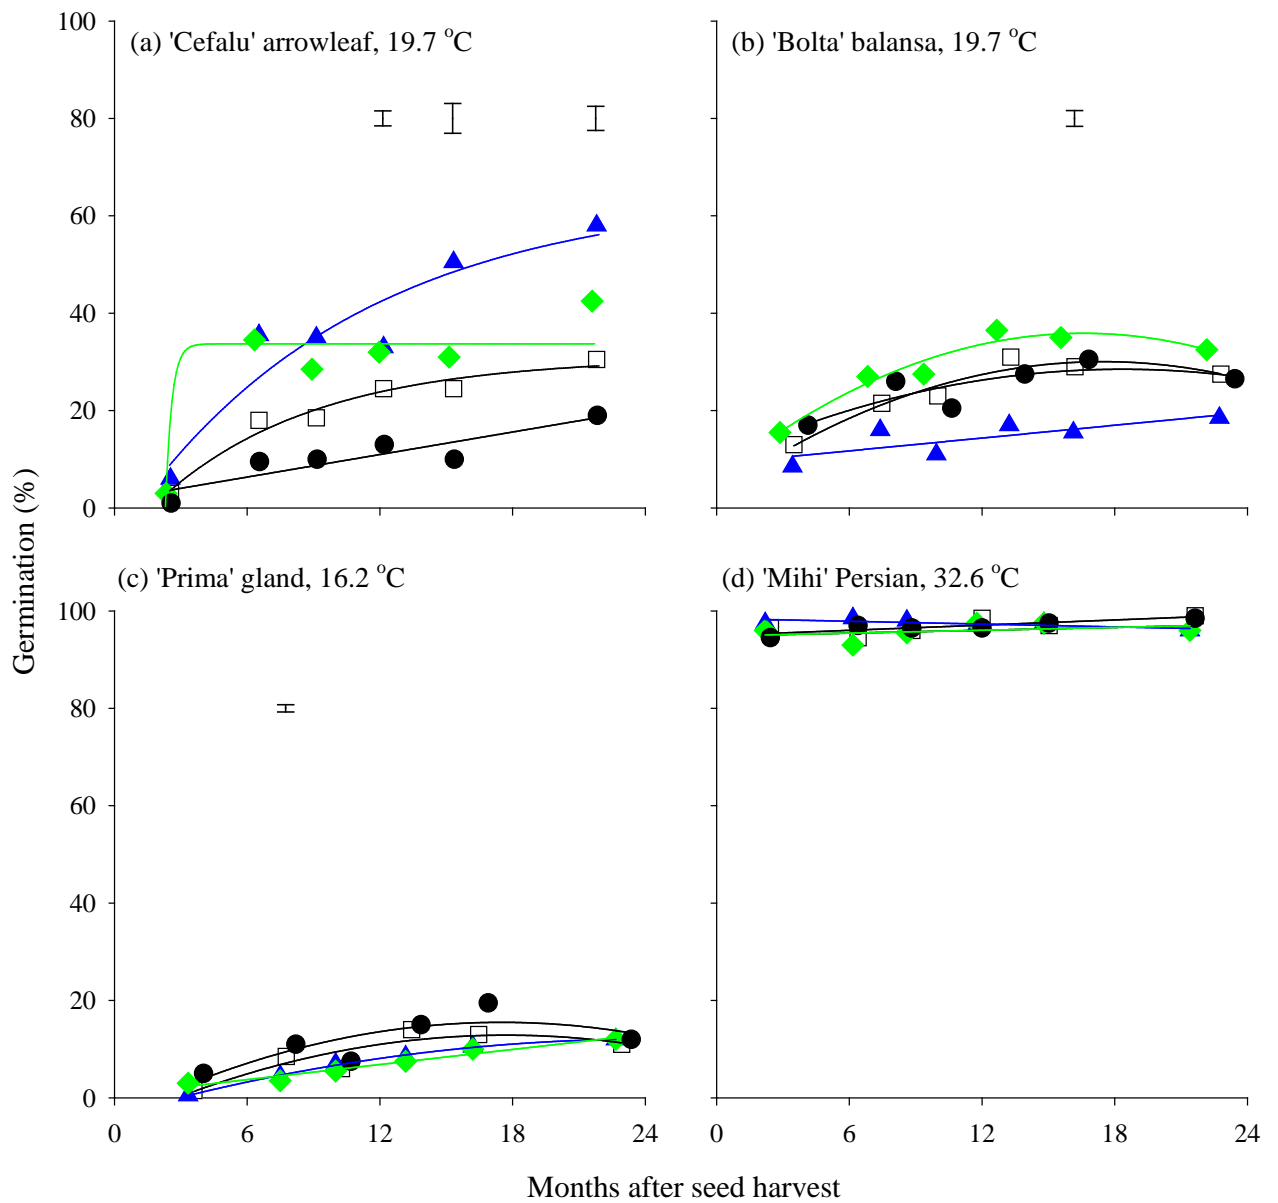 (a) 'Cefalu' arrowleaf, 19.7 °C
100
80
60
40
20
0
(b) 'Bolta' balansa, 19.7 °C
Germination (%)
(c) 'Prima' gland, 16.2 °C
100
80
60
40
20
0
0 6 12 18 24
(d) 'Mihi' Persian, 32.6 °C
0 6 12 18 24
Months after seed harvest